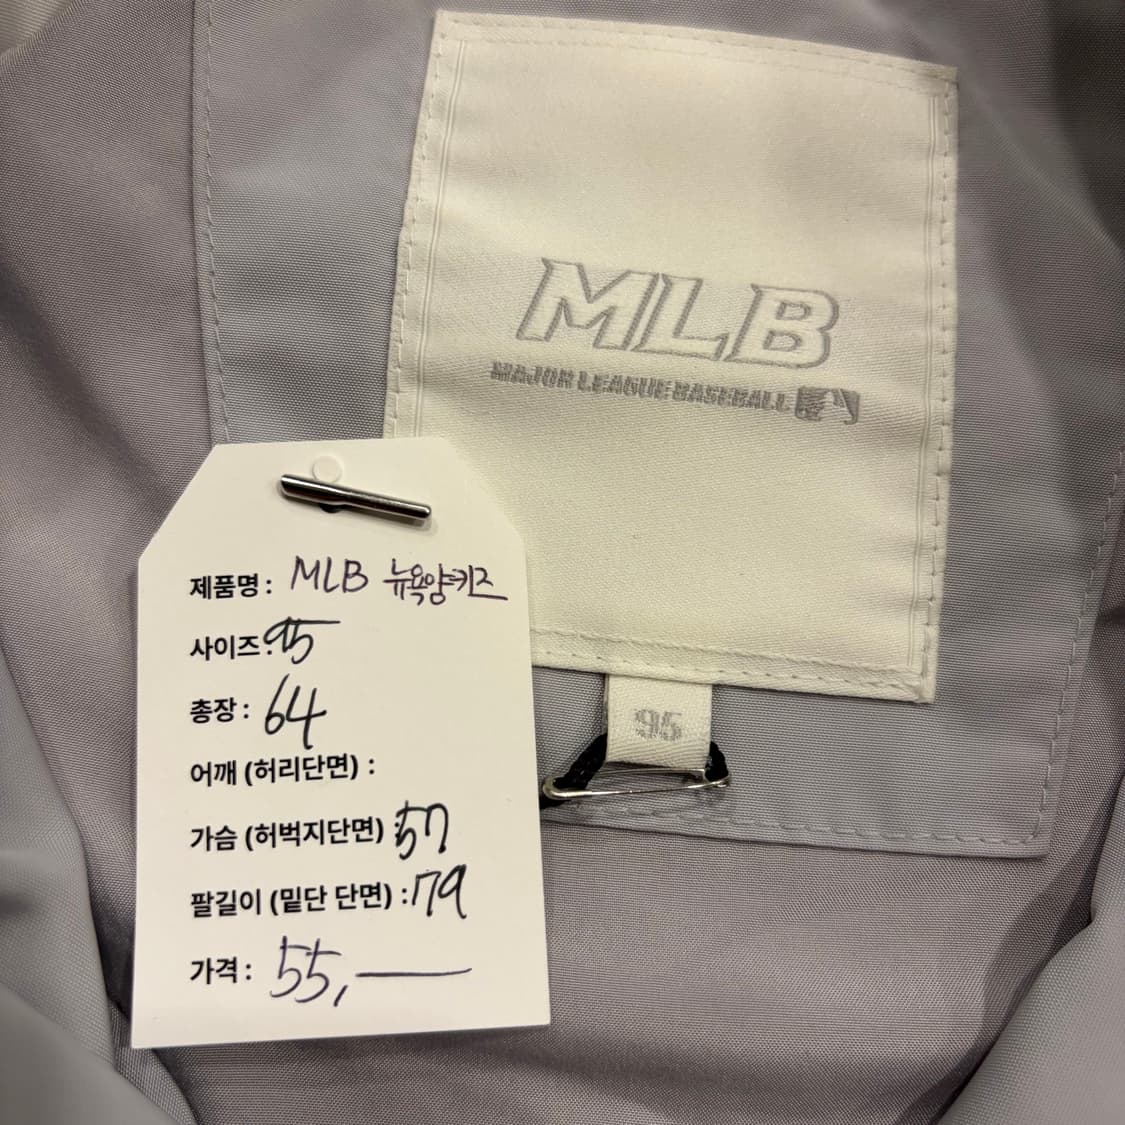 MLB
MAJOR LEAGUE BASEBALL
제품명 : MLB 뉴욕양키즈
사이즈 : 95
총장 : 64
어깨 (허리단면) :
가슴 (허벅지단면) : 57
팔길이 (밑단 단면) : 79
가격 : 55,—
95